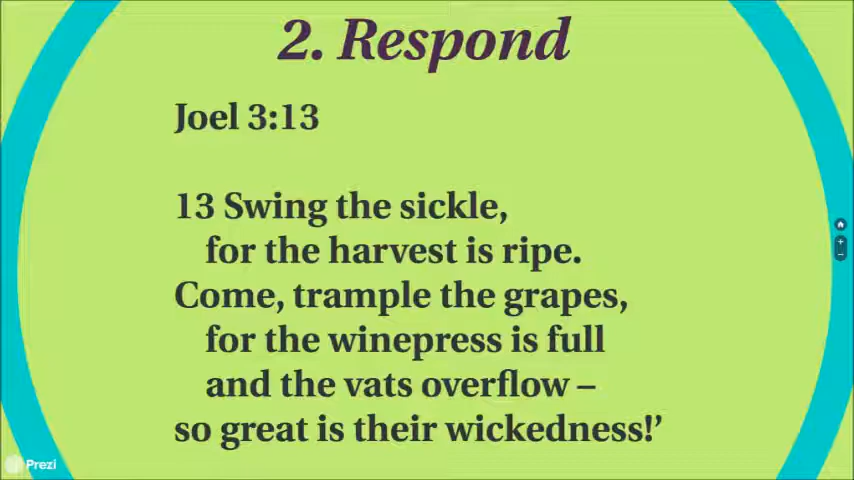 2. Respond
Joel 3:13
13 Swing the sickle,
for the harvest is ripe.
Come, trample the grapes,
for the winepress is full
and the vats overflow –
so great is their wickedness!’
Prezi